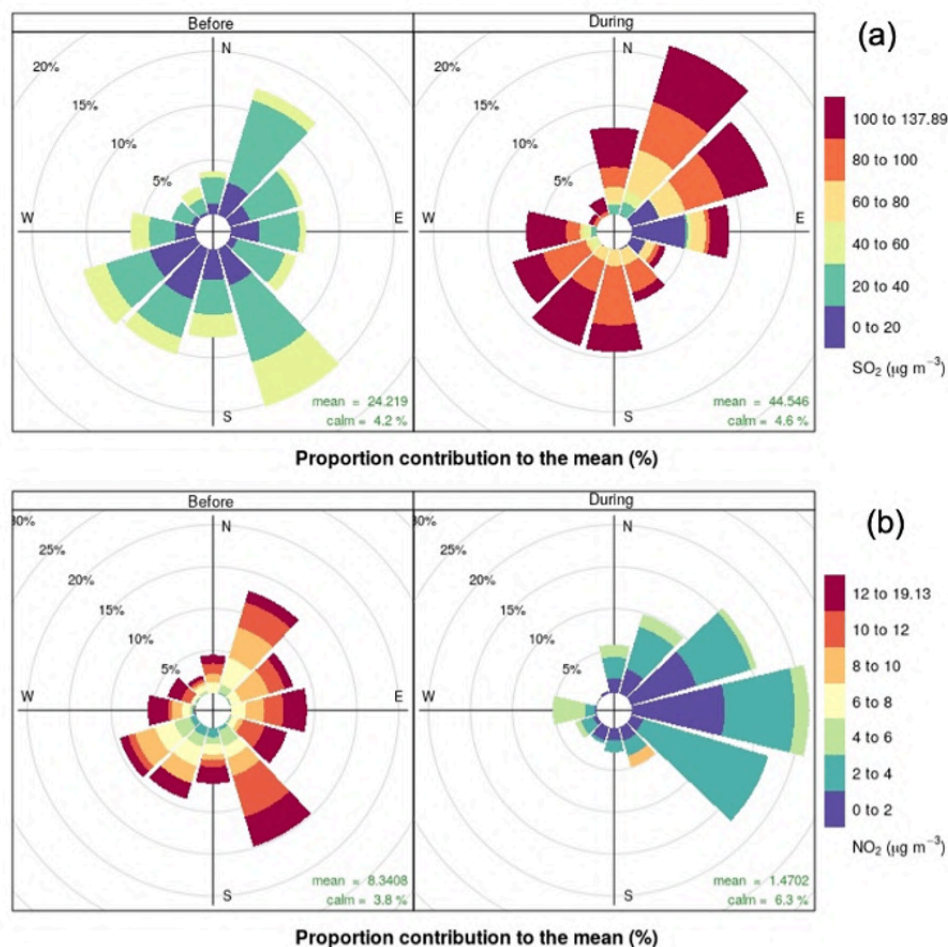 Before
During
(a)
N
20%
15%
10%
5%
W
E
S
mean = 24.219
calm = 4.2 %
N
20%
15%
10%
5%
W
E
S
mean = 44.546
calm = 4.6 %
100 to 137.89
80 to 100
60 to 80
40 to 60
20 to 40
0 to 20
SO₂ (μg m⁻³)
Proportion contribution to the mean (%)
Before
During
(b)
N
30%
25%
20%
15%
10%
5%
W
E
S
mean = 8.3408
calm = 3.8 %
N
30%
25%
20%
15%
10%
5%
W
E
S
mean = 1.4702
calm = 6.3 %
12 to 19.13
10 to 12
8 to 10
6 to 8
4 to 6
2 to 4
0 to 2
NO₂ (μg m⁻³)
Proportion contribution to the mean (%)